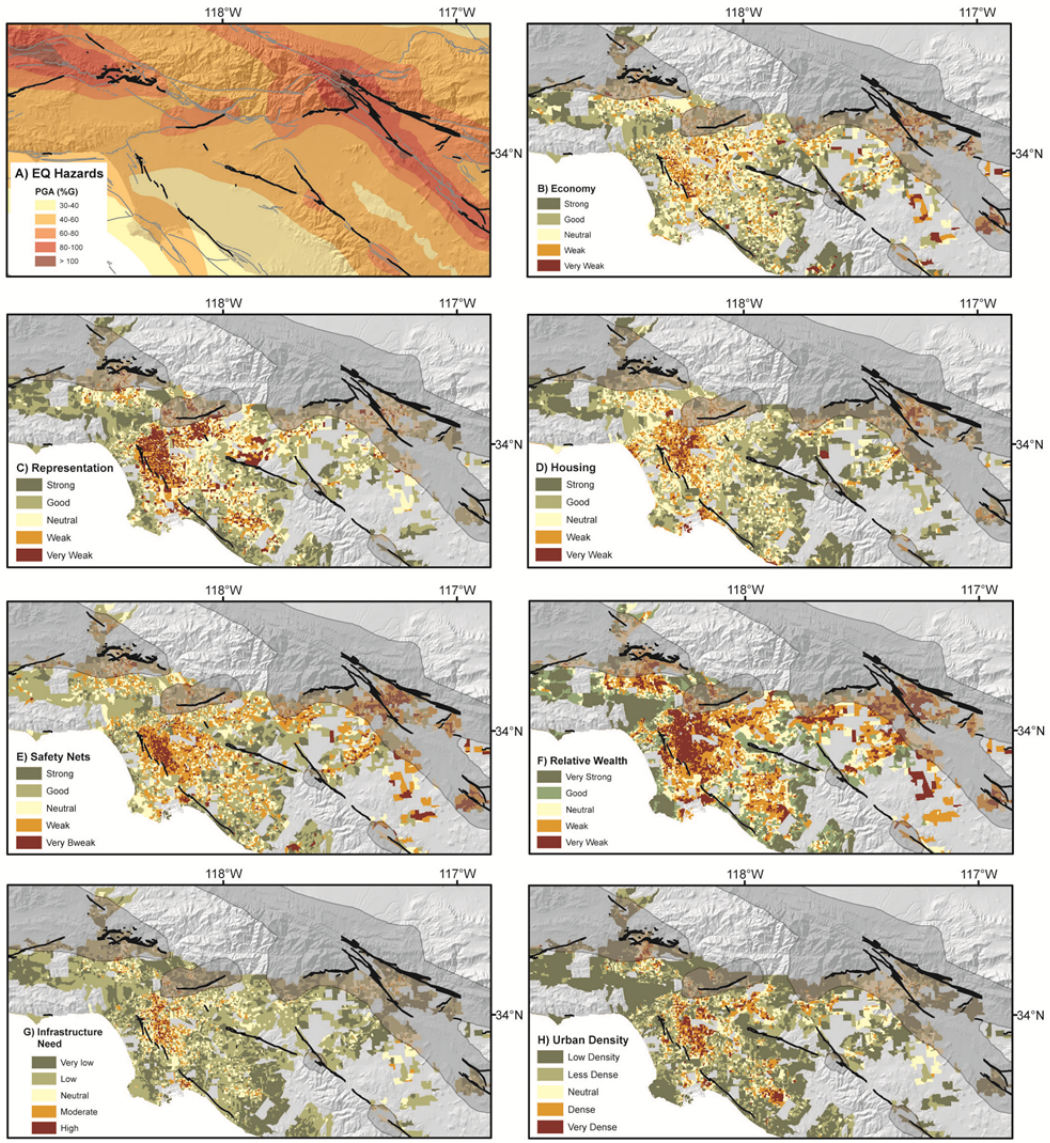 118°W 117°W
118°W 117°W
34°N
34°N
A) EQ Hazards
PGA (%G)
30-40
40-60
60-80
80-100
> 100
B) Economy
Strong
Good
Neutral
Weak
Very Weak
118°W 117°W
118°W 117°W
34°N
34°N
C) Representation
Strong
Good
Neutral
Weak
Very Weak
D) Housing
Strong
Good
Neutral
Weak
Very Weak
118°W 117°W
118°W 117°W
34°N
34°N
E) Safety Nets
Strong
Good
Neutral
Weak
Very Bweak
F) Relative Wealth
Very Strong
Good
Neutral
Weak
Very Weak
118°W 117°W
118°W 117°W
34°N
34°N
G) Infrastructure
Need
Very low
Low
Neutral
Moderate
High
H) Urban Density
Low Density
Less Dense
Neutral
Dense
Very Dense